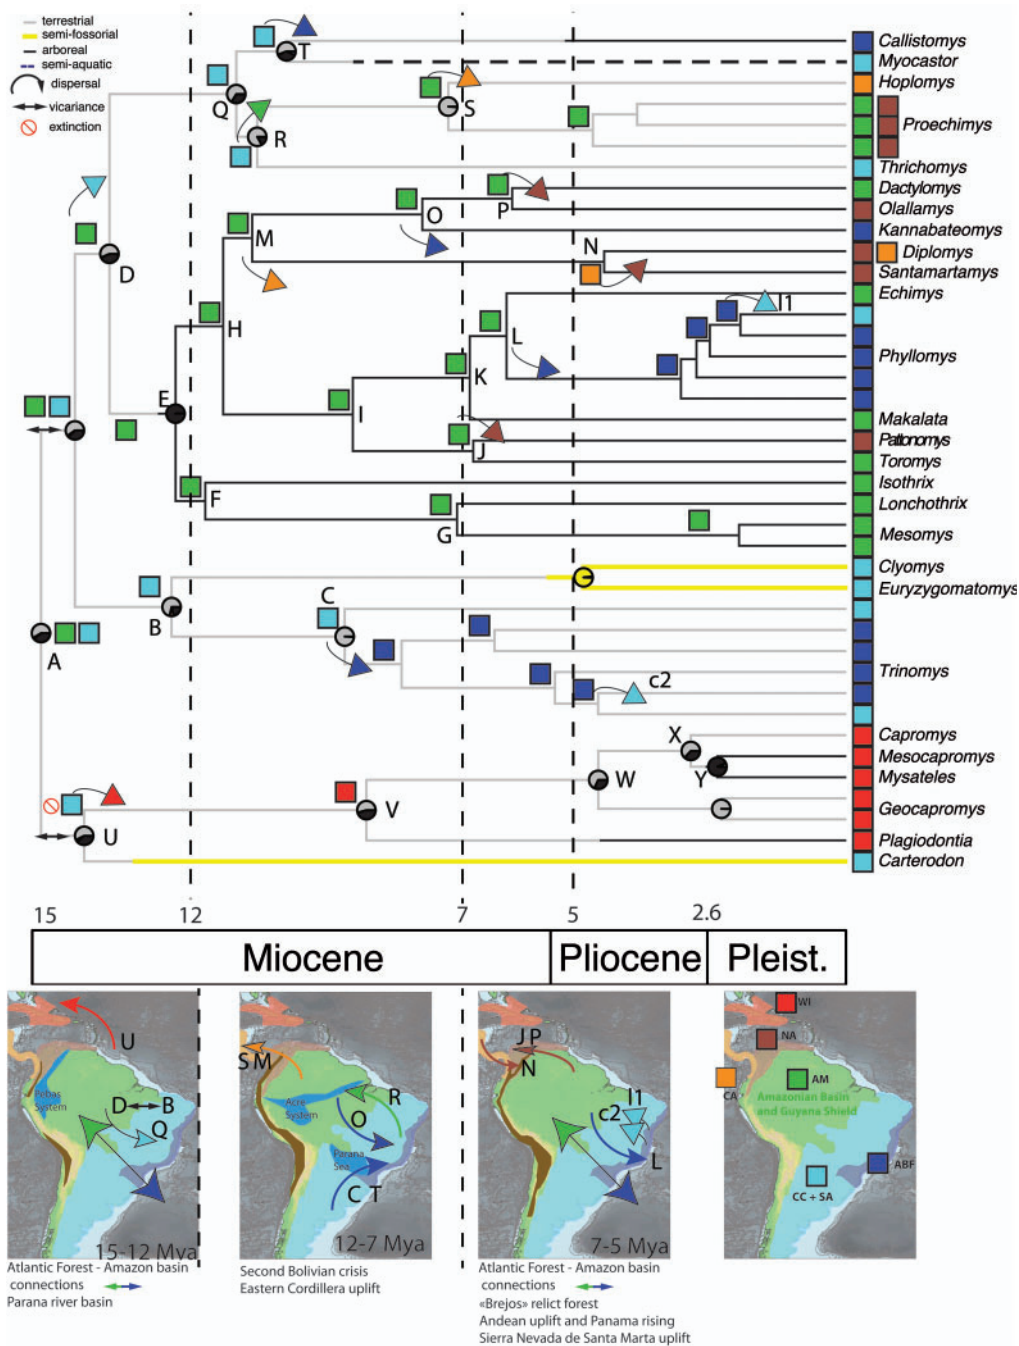 terrestrial
semi-fossorial
arboreal
semi-aquatic
dispersal
vicariance
extinction
T
Q
S
R
D
P
O
M
N
H
L
l1
K
E
I
J
F
G
C
B
A
c2
X
Y
W
V
U
Callistomys
Myocastor
Hoplomys
Proechimys
Thrichomys
Dactylomys
Olallamys
Kannabateomys
Diplomys
Santamartamys
Echimys
Phyllomys
Makalata
Pattonomys
Toromys
Isothrix
Lonchothrix
Mesomys
Clyomys
Euryzygomatomys
Trinomys
Capromys
Mesocapromys
Mysateles
Geocapromys
Plagiodontia
Carterodon
15 12 7 5 2.6
Miocene Pliocene Pleist.
U
Pebas
System
D B
Q
15-12 Mya
S M
Acre
System
R
O
Parana
Sea
C T
12-7 Mya
J P
N
l1
c2
L
7-5 Mya
WI
NA
CA
AM
Amazonian Basin
and Guyana Shield
ABF
CC + SA
Atlantic Forest - Amazon basin
connections
Parana river basin
Second Bolivian crisis
Eastern Cordillera uplift
Atlantic Forest - Amazon basin
connections
«Brejos» relict forest
Andean uplift and Panama rising
Sierra Nevada de Santa Marta uplift